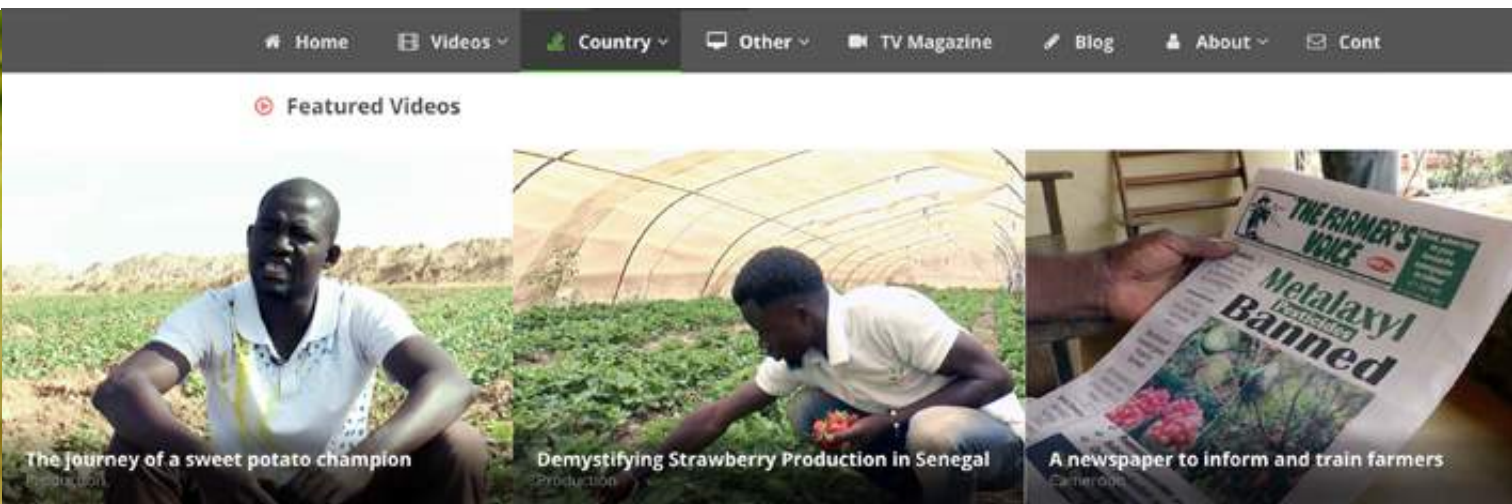 Home Videos Country Other TV Magazine Blog About Cont
Featured Videos
The journey of a sweet potato champion
Production
Demystifying Strawberry Production in Senegal
Production
THE FARMER'S
VOICE
Metalaxyl
Pesticides
Banned
A newspaper to inform and train farmers
Cameroon